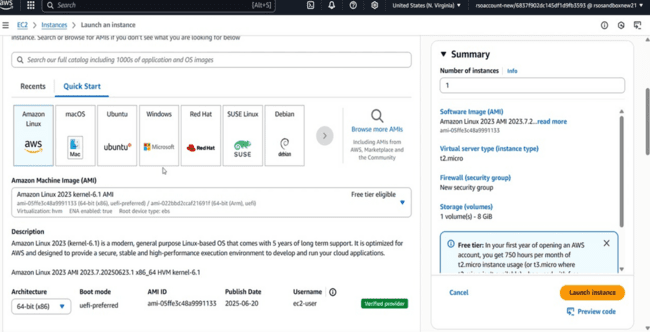 aws
Search
[Alt+S]
United States (N. Virginia)
rsoaccount-new/6837f902dc145df1d9fb3593 @ rsosandboxnew21
EC2 > Instances > Launch an instance
instance. Search or Browse for AMIs if you don't see what you are looking for below
Search our full catalog including 1000s of application and OS images
Recents
Quick Start
Amazon Linux
aws
macOS
Mac
Ubuntu
ubuntu
Windows
Microsoft
Red Hat
Red Hat
SUSE Linux
SUSE
Debian
debian
Browse more AMIs
Including AMIs from
AWS, Marketplace and
the Community
Amazon Machine Image (AMI)
Amazon Linux 2023 kernel-6.1 AMI
Free tier eligible
ami-05ffe3c48a9991133 (64-bit (x86), uefi-preferred) / ami-022bbd2ccaf21691f (64-bit (Arm), uefi)
Virtualization: hvm ENA enabled: true Root device type: ebs
Description
Amazon Linux 2023 (kernel-6.1) is a modern, general purpose Linux-based OS that comes with 5 years of long term support. It is optimized for
AWS and designed to provide a secure, stable and high-performance execution environment to develop and run your cloud applications.
Amazon Linux 2023 AMI 2023.7.20250623.1 x86_64 HVM kernel-6.1
Architecture
Boot mode
AMI ID
Publish Date
Username
64-bit (x86)
uefi-preferred
ami-05ffe3c48a9991133
2025-06-20
ec2-user
Verified provider
Summary
Number of instances
Info
1
Software Image (AMI)
Amazon Linux 2023 AMI 2023.7.2...read more
ami-05ffe3c48a9991133
Virtual server type (instance type)
t2.micro
Firewall (security group)
New security group
Storage (volumes)
1 volume(s) - 8 GiB
Free tier: In your first year of opening an AWS
account, you get 750 hours per month of
t2.micro instance usage (or t3.micro where
Cancel
Launch instance
Preview code